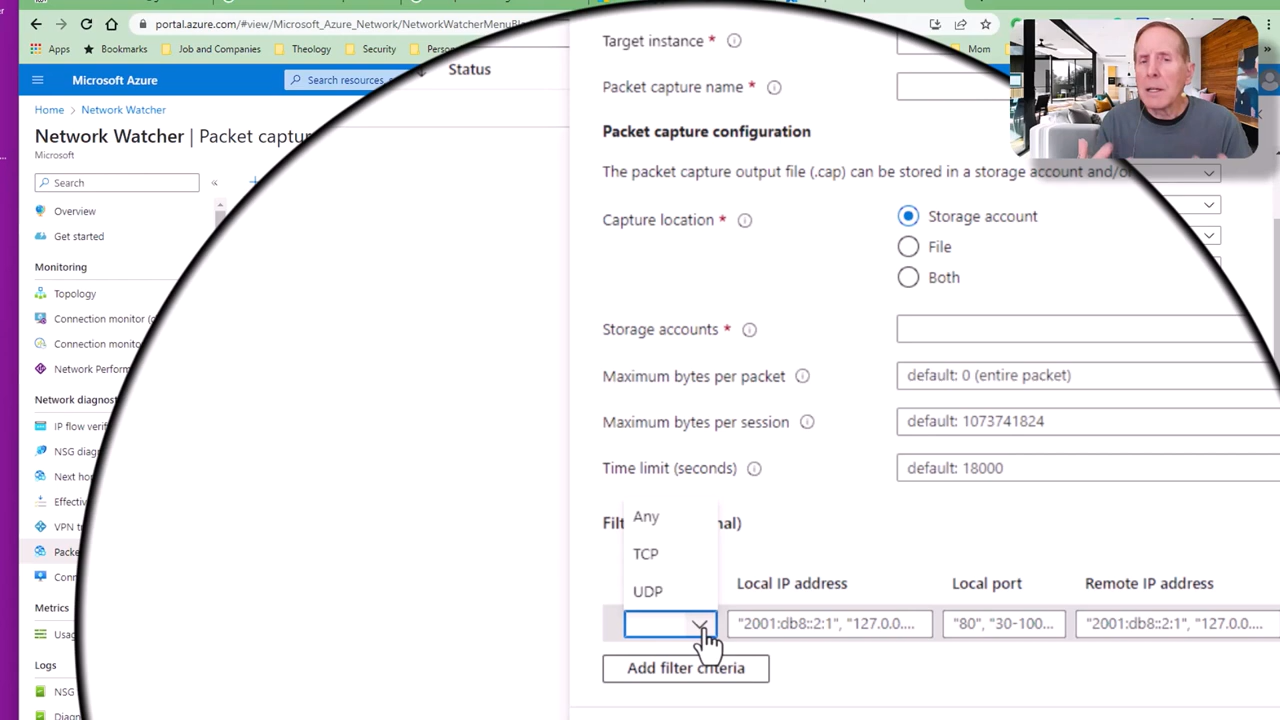 portal.azure.com/#view/Microsoft_Azure_Network/NetworkWatcherMenuBl
Apps Bookmarks Job and Companies Theology Security Mom
Microsoft Azure
Search resources,
Home > Network Watcher
Network Watcher | Packet captur
Microsoft
Search
«
Overview
Get started
Monitoring
Topology
Connection monitor (
Connection monito
Network Perform
Network diagnost
IP flow verif
NSG diag
Next ho
Effectiv
VPN t
Packe
Conn
Metrics
Usag
Logs
NSG
Diagn
Status
Target instance *
Packet capture name *
Packet capture configuration
The packet capture output file (.cap) can be stored in a storage account and/o
Capture location *
Storage account
File
Both
Storage accounts *
Maximum bytes per packet
default: 0 (entire packet)
Maximum bytes per session
default: 1073741824
Time limit (seconds)
default: 18000
Filt nal)
Any
TCP
UDP
Local IP address Local port Remote IP address
"2001:db8::2:1", "127.0.0.... "80", "30-100... "2001:db8::2:1", "127.0.0....
Add filter criteria